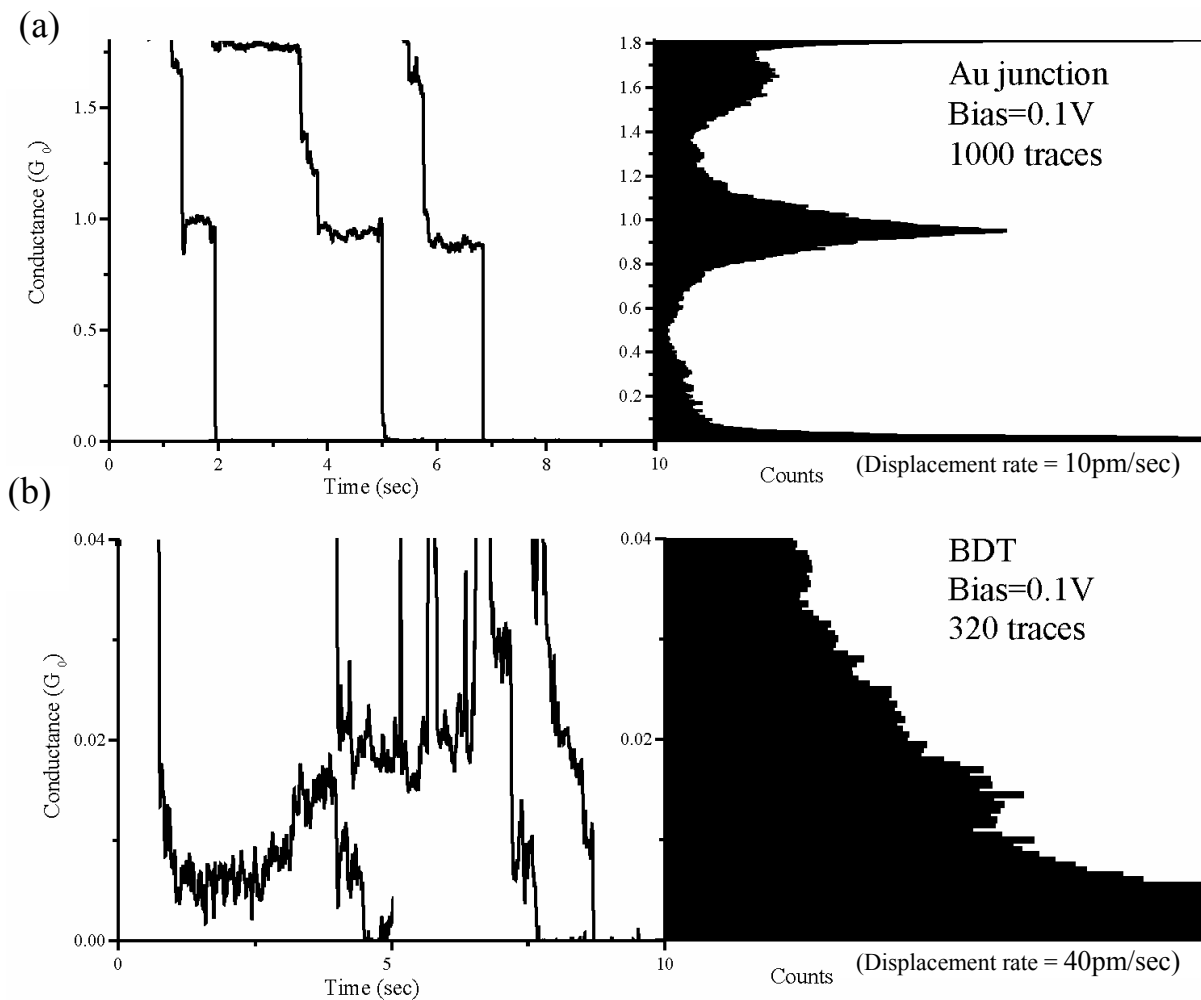 (a)
Conductance (G₀)
1.5
1.0
0.5
0.0
0
2
4
6
8
10
Time (sec)
1.8
1.6
1.4
1.2
1.0
0.8
0.6
0.4
0.2
Counts
Au junction
Bias=0.1V
1000 traces
(Displacement rate = 10pm/sec)
(b)
Conductance (G₀)
0.04
0.02
0.00
0
5
10
Time (sec)
0.04
0.02
Counts
BDT
Bias=0.1V
320 traces
(Displacement rate = 40pm/sec)